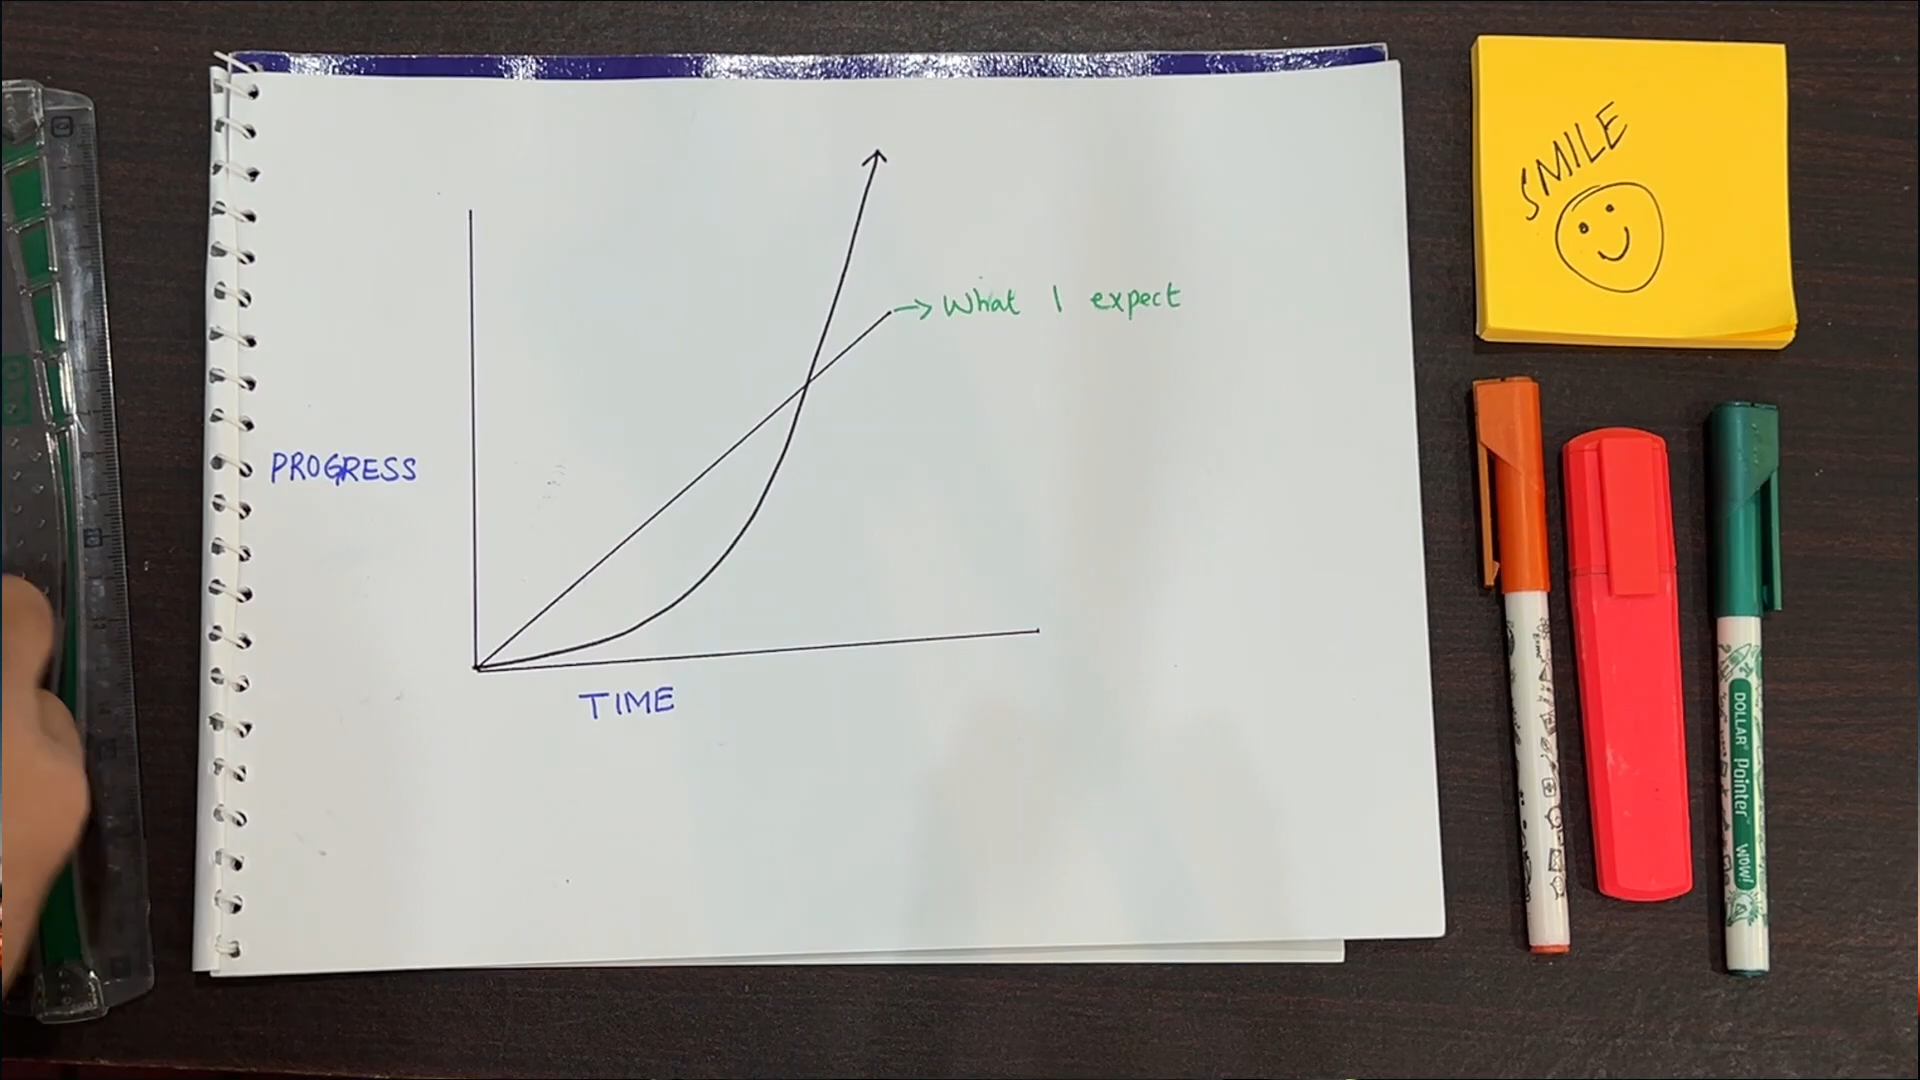 SMILE
→ What I expect
PROGRESS
TIME
DOLLAR Pointer WOW!